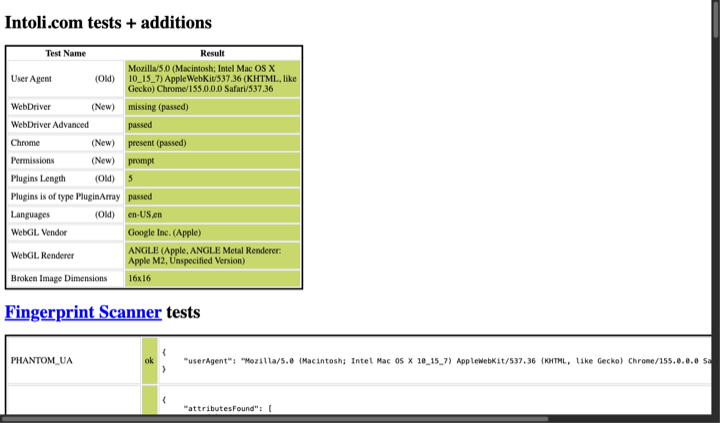 Intoli.com tests + additions
Test Name Result
User Agent (Old) Mozilla/5.0 (Macintosh; Intel Mac OS X
10_15_7) AppleWebKit/537.36 (KHTML, like
Gecko) Chrome/155.0.0.0 Safari/537.36
WebDriver (New) missing (passed)
WebDriver Advanced passed
Chrome (New) present (passed)
Permissions (New) prompt
Plugins Length (Old) 5
Plugins is of type PluginArray passed
Languages (Old) en-US,en
WebGL Vendor Google Inc. (Apple)
WebGL Renderer ANGLE (Apple, ANGLE Metal Renderer:
Apple M2, Unspecified Version)
Broken Image Dimensions 16x16
Fingerprint Scanner tests
PHANTOM_UA ok {
"userAgent": "Mozilla/5.0 (Macintosh; Intel Mac OS X 10_15_7) AppleWebKit/537.36 (KHTML, like Gecko) Chrome/155.0.0.0 Sa
}
{
"attributesFound": [